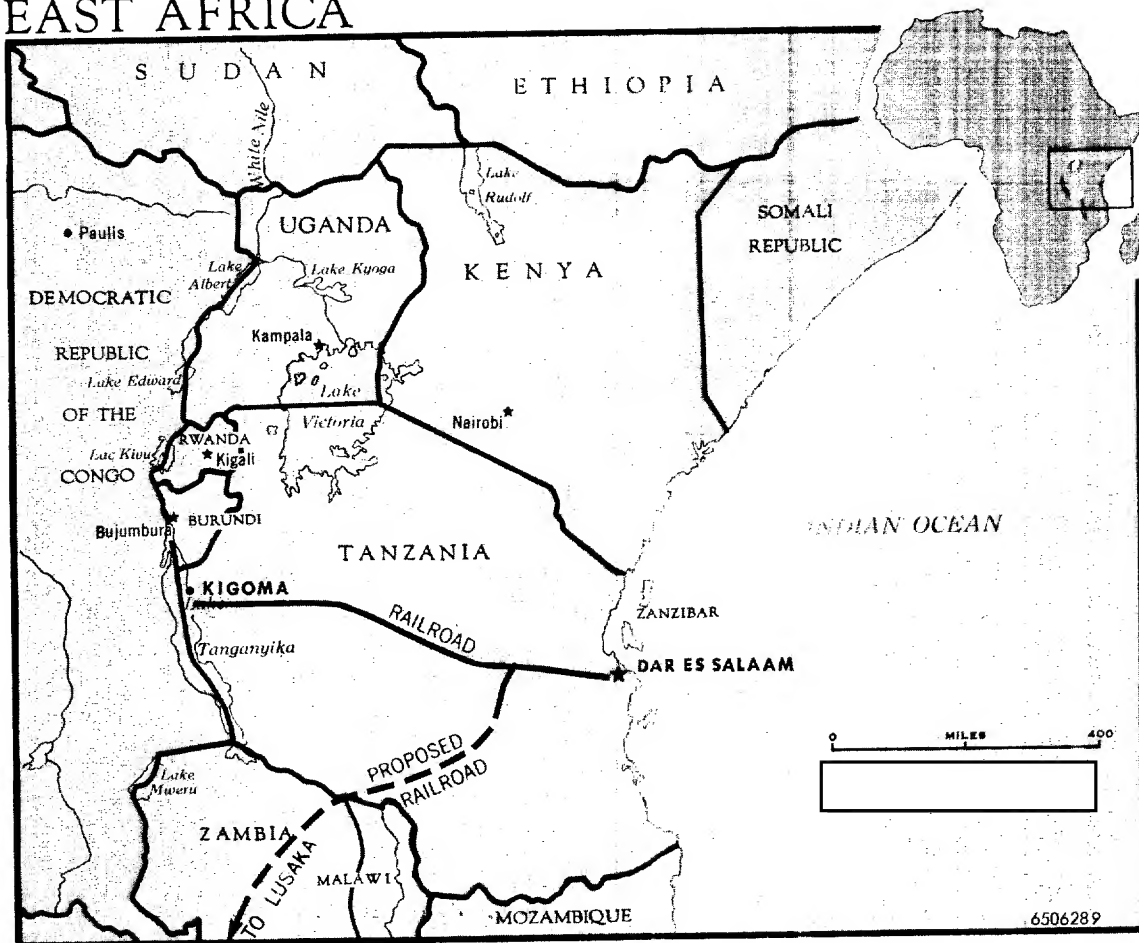 EAST AFRICA
SUDAN
ETHIOPIA
White Nile
Lake
Rudolf
UGANDA
SOMALI
REPUBLIC
Paulis
Lake
Albert
Lake Kyoga
KENYA
DEMOCRATIC
REPUBLIC
OF THE
CONGO
Kampala
Lake Edward
Lake
Victoria
Nairobi
RWANDA
Lac Kivu
Kigali
Bujumbura
BURUNDI
INDIAN OCEAN
TANZANIA
KIGOMA
Lake
Tanganyika
RAILROAD
ZANZIBAR
DAR ES SALAAM
0 MILES 400
PROPOSED
RAILROAD
Lake
Mweru
ZAMBIA
TO LUSAKA
MALAWI
MOZAMBIQUE
6506289